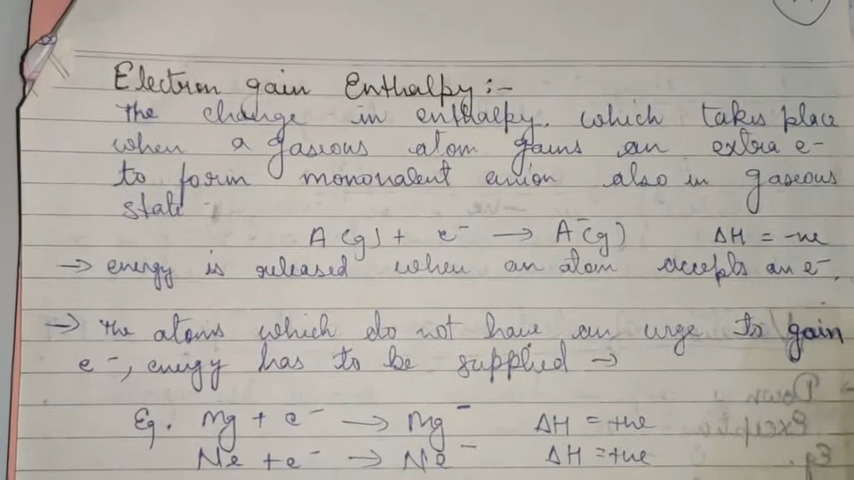 Electron gain Enthalpy :-
The change in enthalpy. which takes place
when a gaseous atom gains an extra e-
to form monovalent anion also in gaseous
state
A (g) + e⁻ → A⁻(g) ΔH = -ve
→ energy is released when an atom accepts an e⁻.
→ The atoms which do not have an urge to gain
e⁻, energy has to be supplied →
Eg. Mg + e⁻ → Mg⁻ ΔH = +ve
Ne + e⁻ → Ne⁻ ΔH = +ve